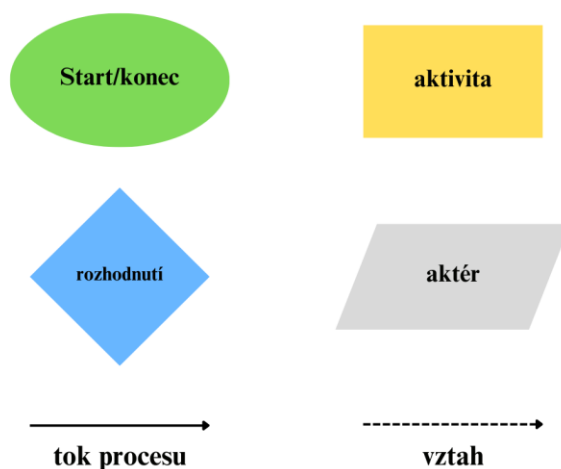 Start/konec
aktivita
rozhodnutí
aktér
tok procesu
vztah